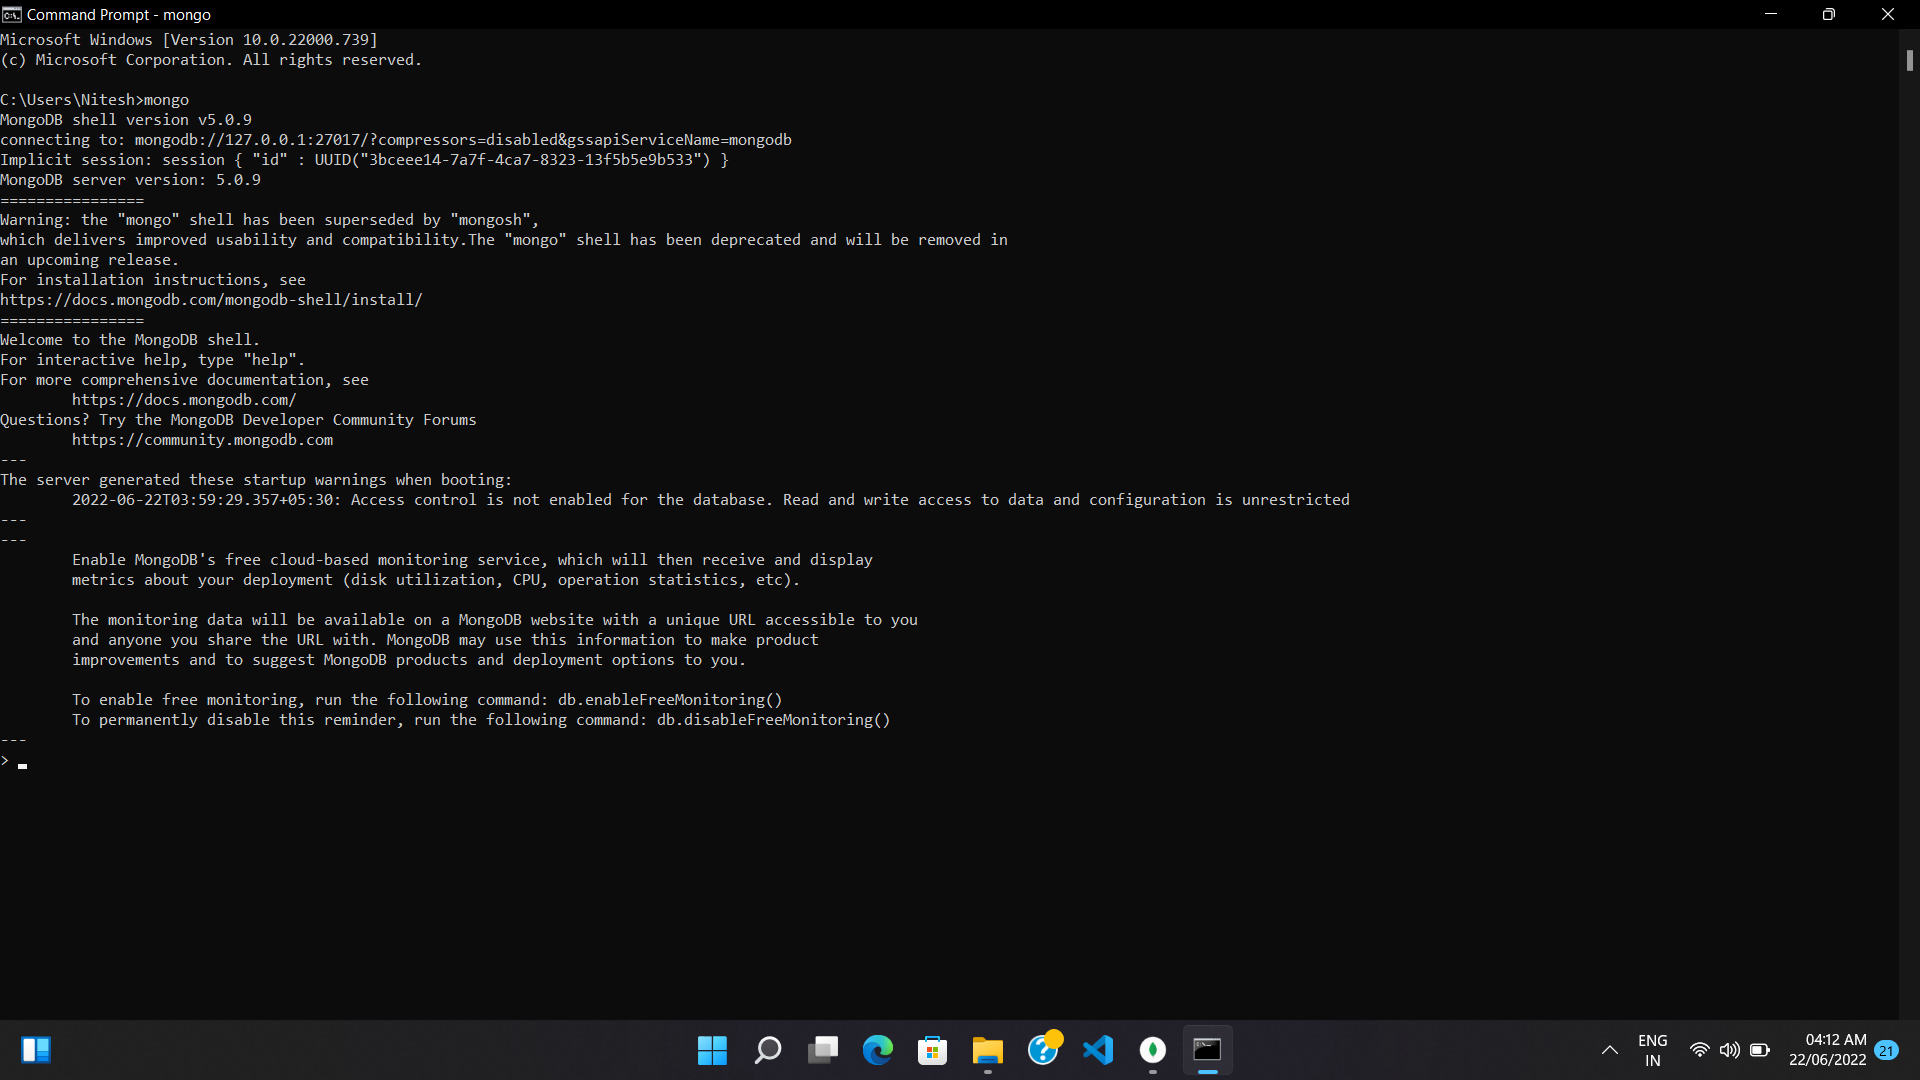 Command Prompt - mongo
Microsoft Windows [Version 10.0.22000.739]
(c) Microsoft Corporation. All rights reserved.
C:\Users\Nitesh>mongo
MongoDB shell version v5.0.9
connecting to: mongodb://127.0.0.1:27017/?compressors=disabled&gssapiServiceName=mongodb
Implicit session: session { "id" : UUID("3bceee14-7a7f-4ca7-8323-13f5b5e9b533") }
MongoDB server version: 5.0.9
================
Warning: the "mongo" shell has been superseded by "mongosh",
which delivers improved usability and compatibility.The "mongo" shell has been deprecated and will be removed in
an upcoming release.
For installation instructions, see
https://docs.mongodb.com/mongodb-shell/install/
================
Welcome to the MongoDB shell.
For interactive help, type "help".
For more comprehensive documentation, see
        https://docs.mongodb.com/
Questions? Try the MongoDB Developer Community Forums
        https://community.mongodb.com
---
The server generated these startup warnings when booting:
        2022-06-22T03:59:29.357+05:30: Access control is not enabled for the database. Read and write access to data and configuration is unrestricted
---
---
        Enable MongoDB's free cloud-based monitoring service, which will then receive and display
        metrics about your deployment (disk utilization, CPU, operation statistics, etc).
        The monitoring data will be available on a MongoDB website with a unique URL accessible to you
        and anyone you share the URL with. MongoDB may use this information to make product
        improvements and to suggest MongoDB products and deployment options to you.
        To enable free monitoring, run the following command: db.enableFreeMonitoring()
        To permanently disable this reminder, run the following command: db.disableFreeMonitoring()
---
>
ENG
IN
04:12 AM
22/06/2022
21